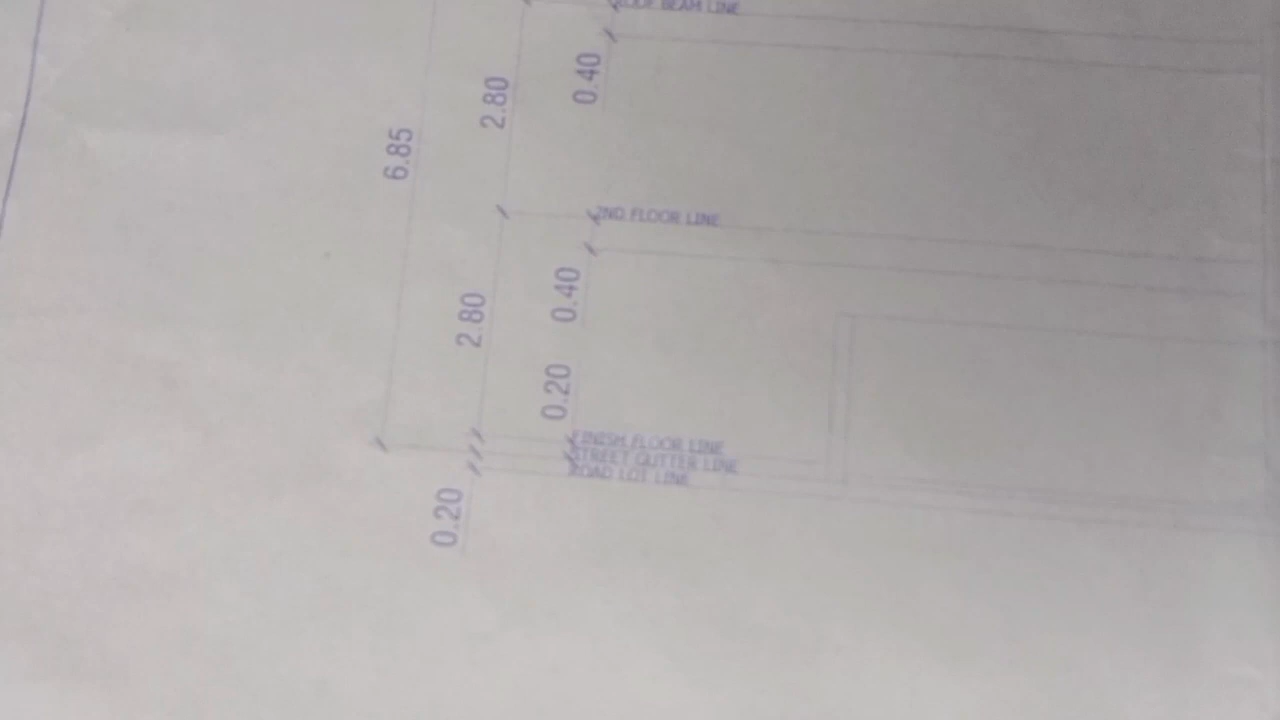 BEAM LINE
0.40
2.80
6.85
2ND FLOOR LINE
0.40
2.80
0.20
FINISH FLOOR LINE
STREET GUTTER LINE
ROAD LOT LINE
0.20